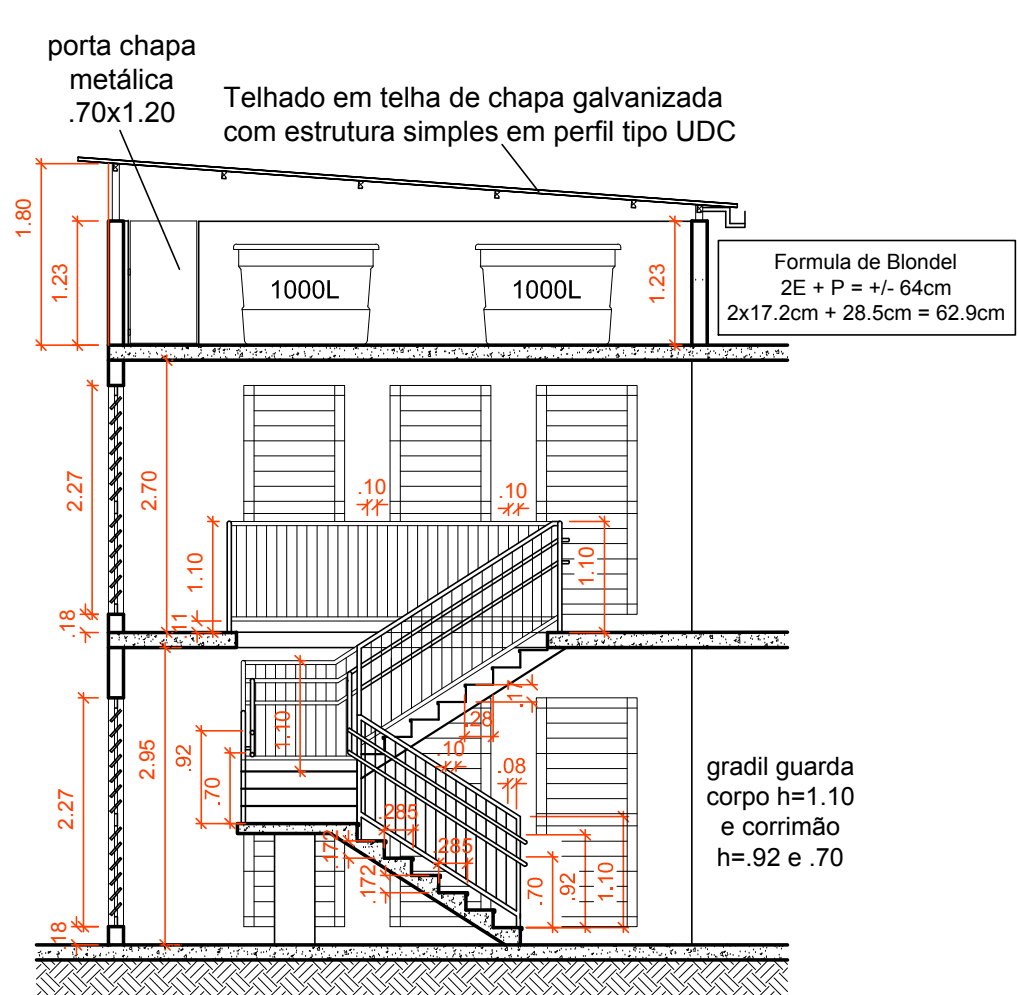 porta chapa
metálica
.70x1.20
Telhado em telha de chapa galvanizada
com estrutura simples em perfil tipo UDC
1.80
1.23
1000L
1000L
1.23
Formula de Blondel
2E + P = +/- 64cm
2x17.2cm + 28.5cm = 62.9cm
2.27
2.70
.10
.10
1.10
1.10
.18
.11
.17
.28
1.10
.92
.70
2.95
.10
.08
.285
.285
.172
.172
2.27
.70
.92
1.10
.18
gradil guarda
corpo h=1.10
e corrimão
h=.92 e .70